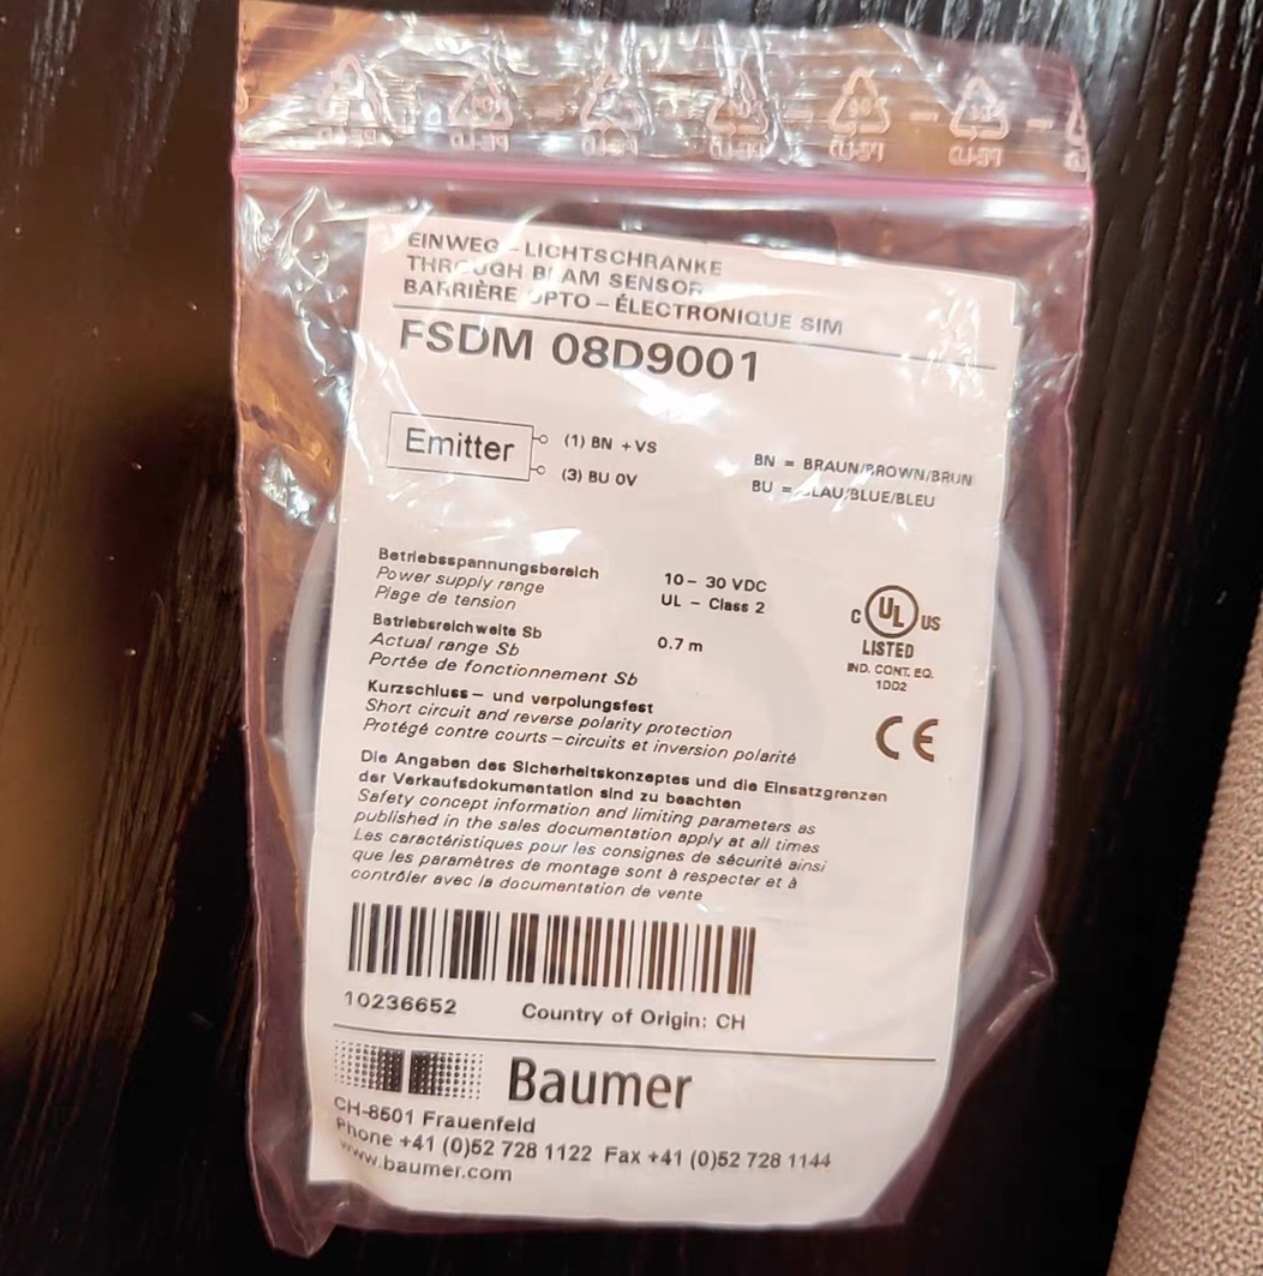 EINWEG – LICHTSCHRANKE
THROUGH BEAM SENSOR
BARRIÈRE OPTO – ÉLECTRONIQUE SIM
FSDM 08D9001
Emitter
(1) BN +VS
(3) BU 0V
BN = BRAUN/BROWN/BRUN
BU = BLAU/BLUE/BLEU
Betriebsspannungsbereich
Power supply range
Plage de tension
10 – 30 VDC
UL – Class 2
Betriebsreichweite Sb
Actual range Sb
Portée de fonctionnement Sb
0.7 m
C UL US
LISTED
IND. CONT. EQ.
1DD2
Kurzschluss – und verpolungsfest
Short circuit and reverse polarity protection
Protégé contre courts – circuits et inversion polarité
CE
Die Angaben des Sicherheitskonzeptes und die Einsatzgrenzen
der Verkaufsdokumentation sind zu beachten
Safety concept information and limiting parameters as
published in the sales documentation apply at all times
Les caractéristiques pour les consignes de sécurité ainsi
que les paramètres de montage sont à respecter et à
contrôler avec la documentation de vente
10236652
Country of Origin: CH
Baumer
CH-8501 Frauenfeld
Phone +41 (0)52 728 1122 Fax +41 (0)52 728 1144
www.baumer.com